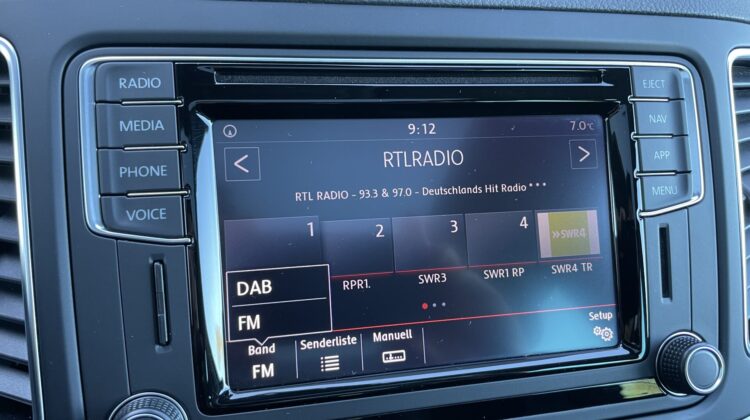 RADIO
MEDIA
PHONE
VOICE
EJECT
NAV
APP
MENU
9:12
7.0°C
RTLRADIO
RTL RADIO - 93.3 & 97.0 - Deutschlands Hit Radio
1
2
3
4
»SWR4
RPR1.
SWR3
SWR1 RP
SWR4 TR
DAB
FM
Band
FM
Senderliste
Manuell
Setup